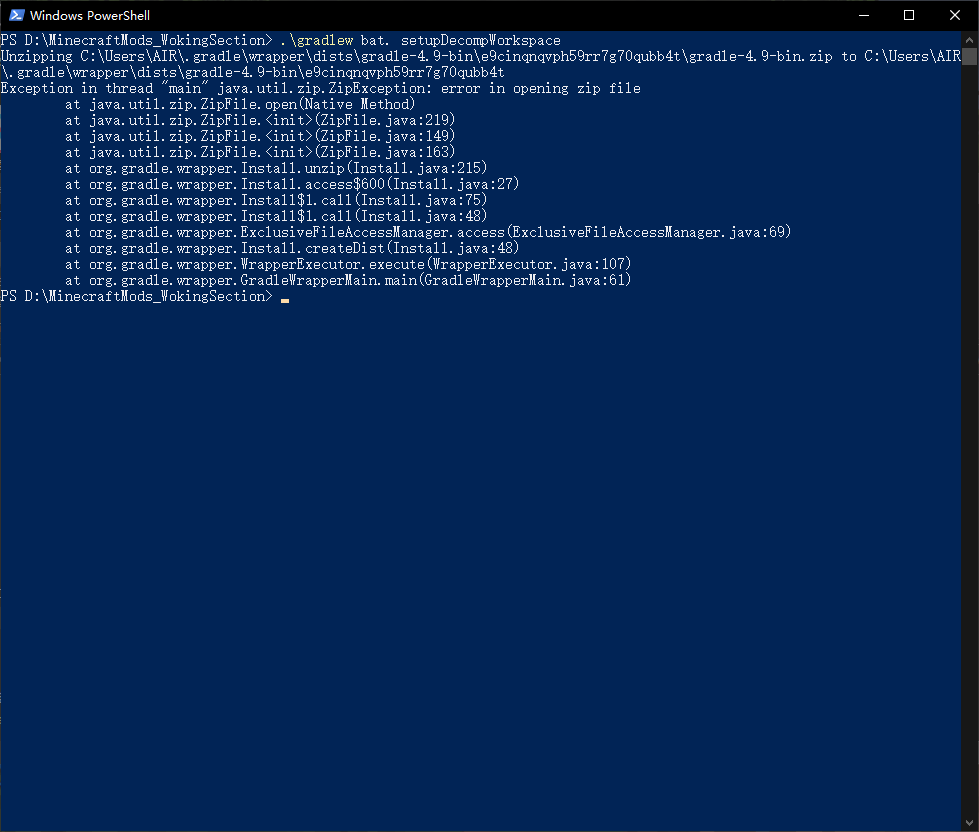 Windows PowerShell
PS D:\MinecraftMods_WokingSection> .\gradlew bat. setupDecompWorkspace
Unzipping C:\Users\AIR\.gradle\wrapper\dists\gradle-4.9-bin\e9cinqnqvph59rr7g70qubb4t\gradle-4.9-bin.zip to C:\Users\AIR
\.gradle\wrapper\dists\gradle-4.9-bin\e9cinqnqvph59rr7g70qubb4t
Exception in thread "main" java.util.zip.ZipException: error in opening zip file
        at java.util.zip.ZipFile.open(Native Method)
        at java.util.zip.ZipFile.<init>(ZipFile.java:219)
        at java.util.zip.ZipFile.<init>(ZipFile.java:149)
        at java.util.zip.ZipFile.<init>(ZipFile.java:163)
        at org.gradle.wrapper.Install.unzip(Install.java:215)
        at org.gradle.wrapper.Install.access$600(Install.java:27)
        at org.gradle.wrapper.Install$1.call(Install.java:75)
        at org.gradle.wrapper.Install$1.call(Install.java:48)
        at org.gradle.wrapper.ExclusiveFileAccessManager.access(ExclusiveFileAccessManager.java:69)
        at org.gradle.wrapper.Install.createDist(Install.java:48)
        at org.gradle.wrapper.WrapperExecutor.execute(WrapperExecutor.java:107)
        at org.gradle.wrapper.GradleWrapperMain.main(GradleWrapperMain.java:61)
PS D:\MinecraftMods_WokingSection>